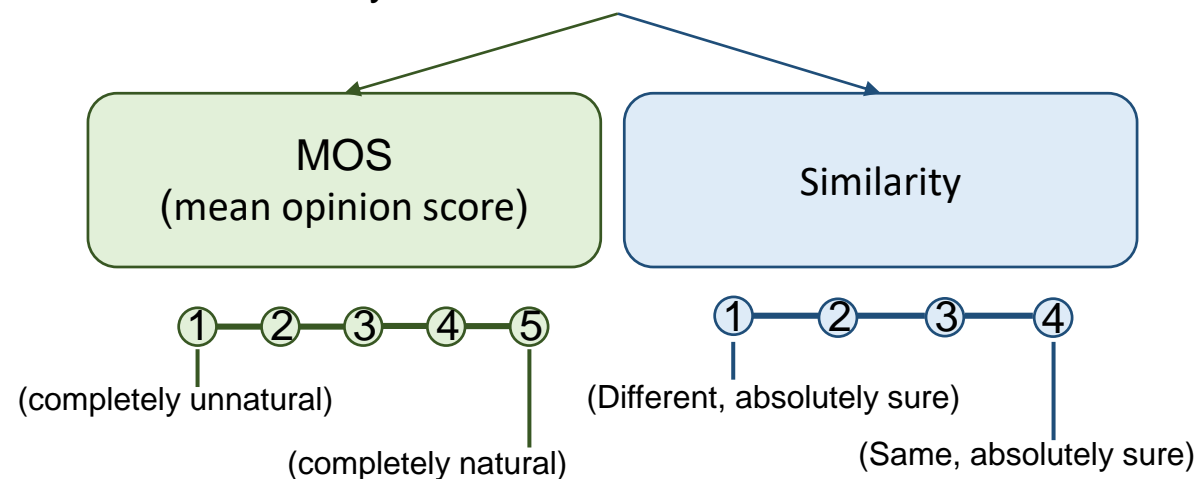 MOS
(mean opinion score)
Similarity
1 2 3 4 5
1 2 3 4
(completely unnatural)
(Different, absolutely sure)
(completely natural)
(Same, absolutely sure)